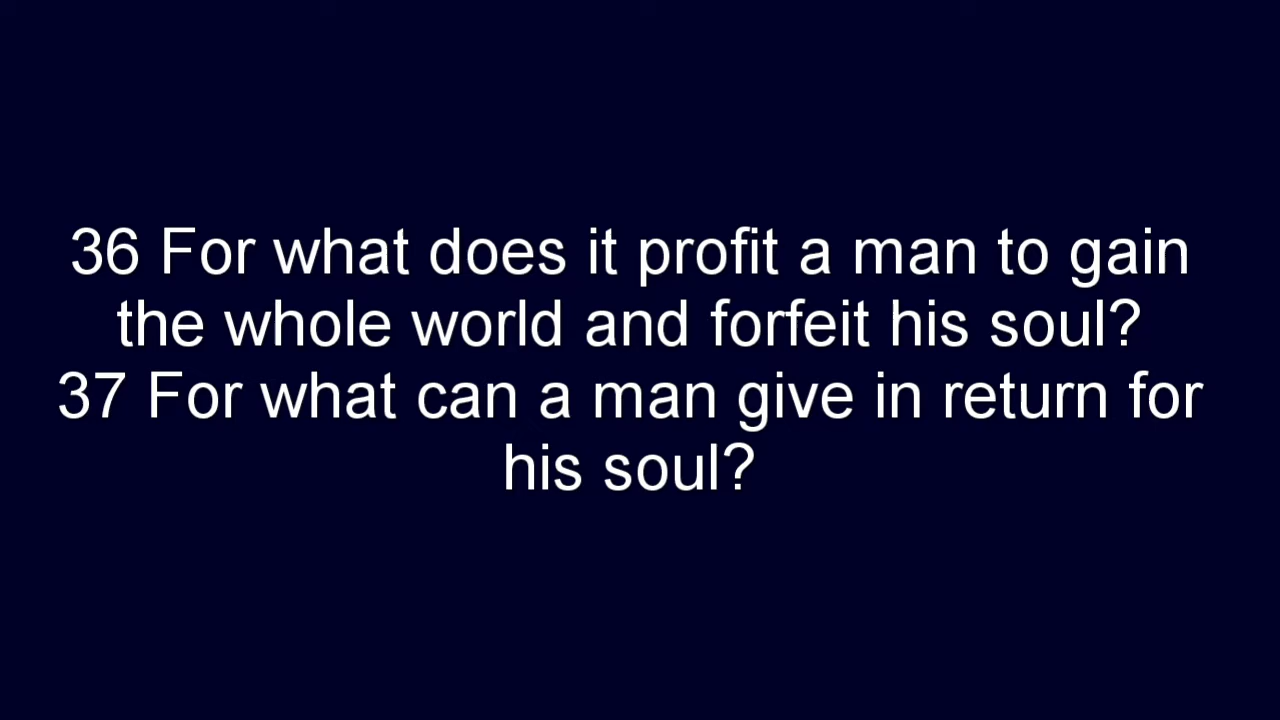 36 For what does it profit a man to gain
the whole world and forfeit his soul?
37 For what can a man give in return for
his soul?